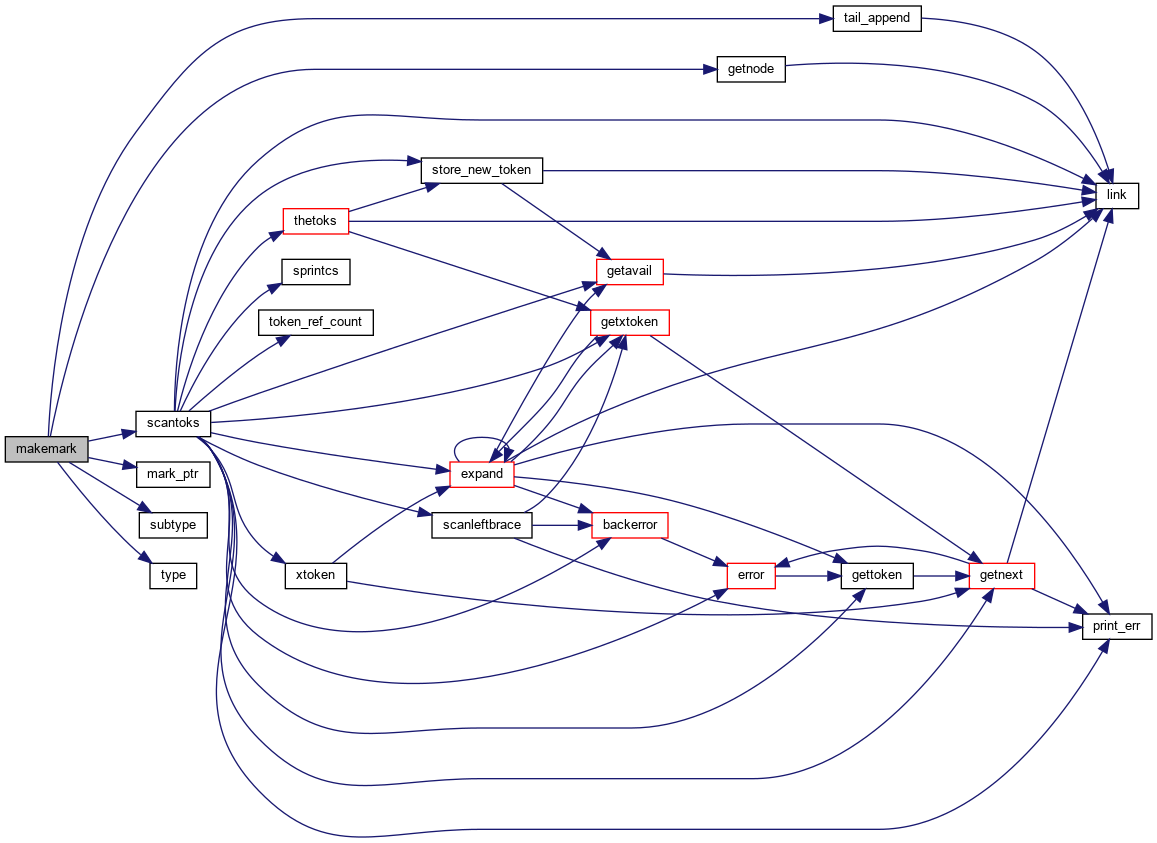 tail_append
getnode
store_new_token
link
thetoks
sprintcs
getavail
token_ref_count
getxtoken
scantoks
makemark
mark_ptr
expand
subtype
scanleftbrace
backerror
type
xtoken
error
gettoken
getnext
print_err